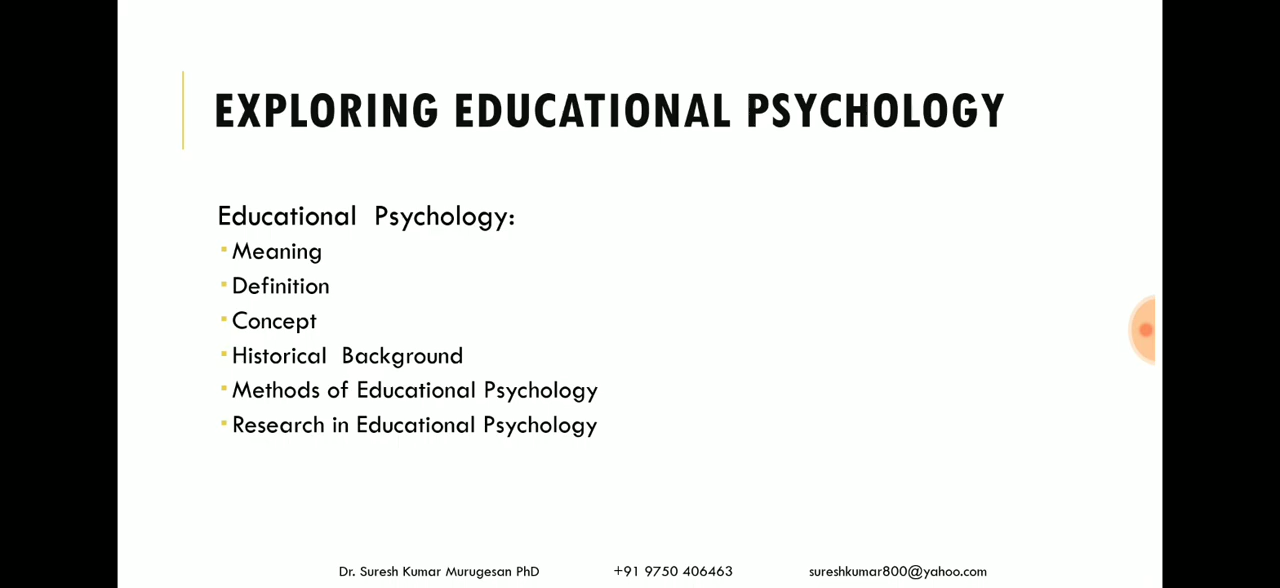 EXPLORING EDUCATIONAL PSYCHOLOGY
Educational Psychology:
Meaning
Definition
Concept
Historical Background
Methods of Educational Psychology
Research in Educational Psychology
Dr. Suresh Kumar Murugesan PhD +91 9750 406463 sureshkumar800@yahoo.com